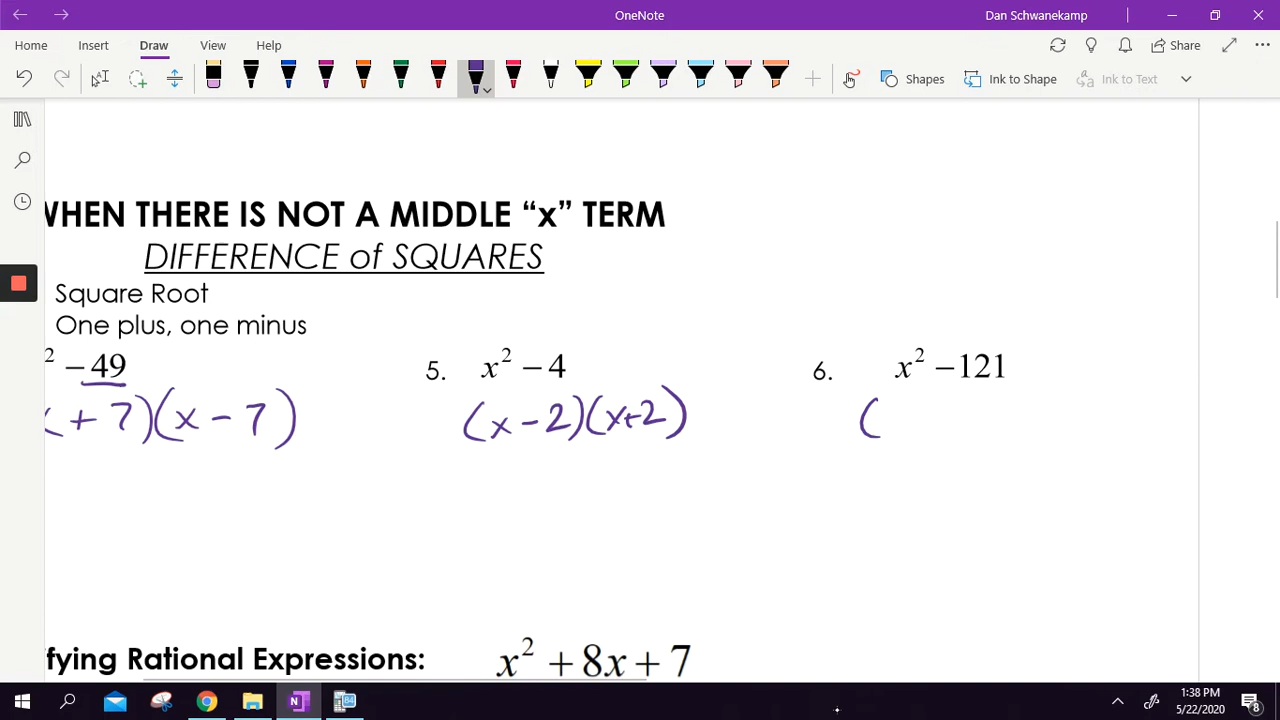 OneNote
Dan Schwanekamp
Home Insert Draw View Help
Share
Shapes Ink to Shape Ink to Text
WHEN THERE IS NOT A MIDDLE “x” TERM
DIFFERENCE of SQUARES
Square Root
One plus, one minus
² − 49 5. x² − 4 6. x² − 121
+ 7)(x − 7) (x − 2)(x+2) (
fying Rational Expressions: x² + 8x + 7
1:38 PM
5/22/2020
8